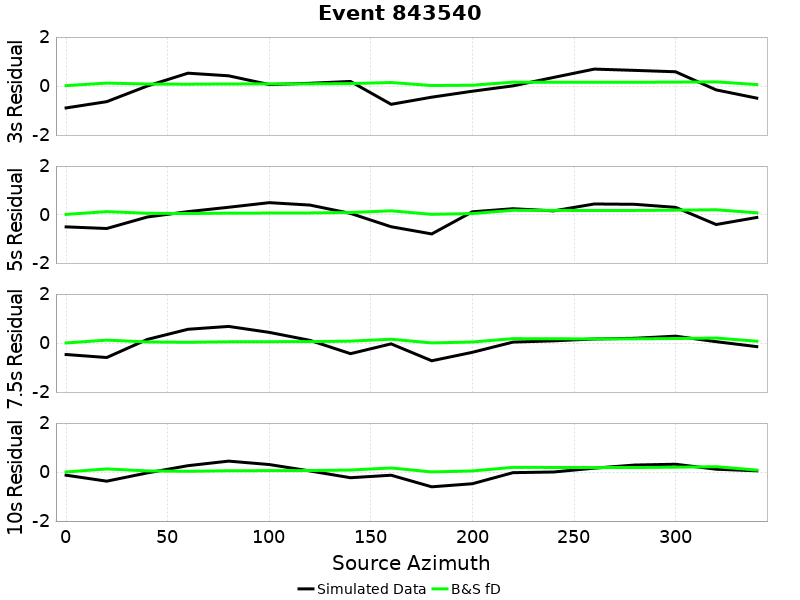 Event 843540
3s Residual
2
0
-2
5s Residual
2
0
-2
7.5s Residual
2
0
-2
10s Residual
2
0
-2
0 50 100 150 200 250 300
Source Azimuth
Simulated Data B&S fD